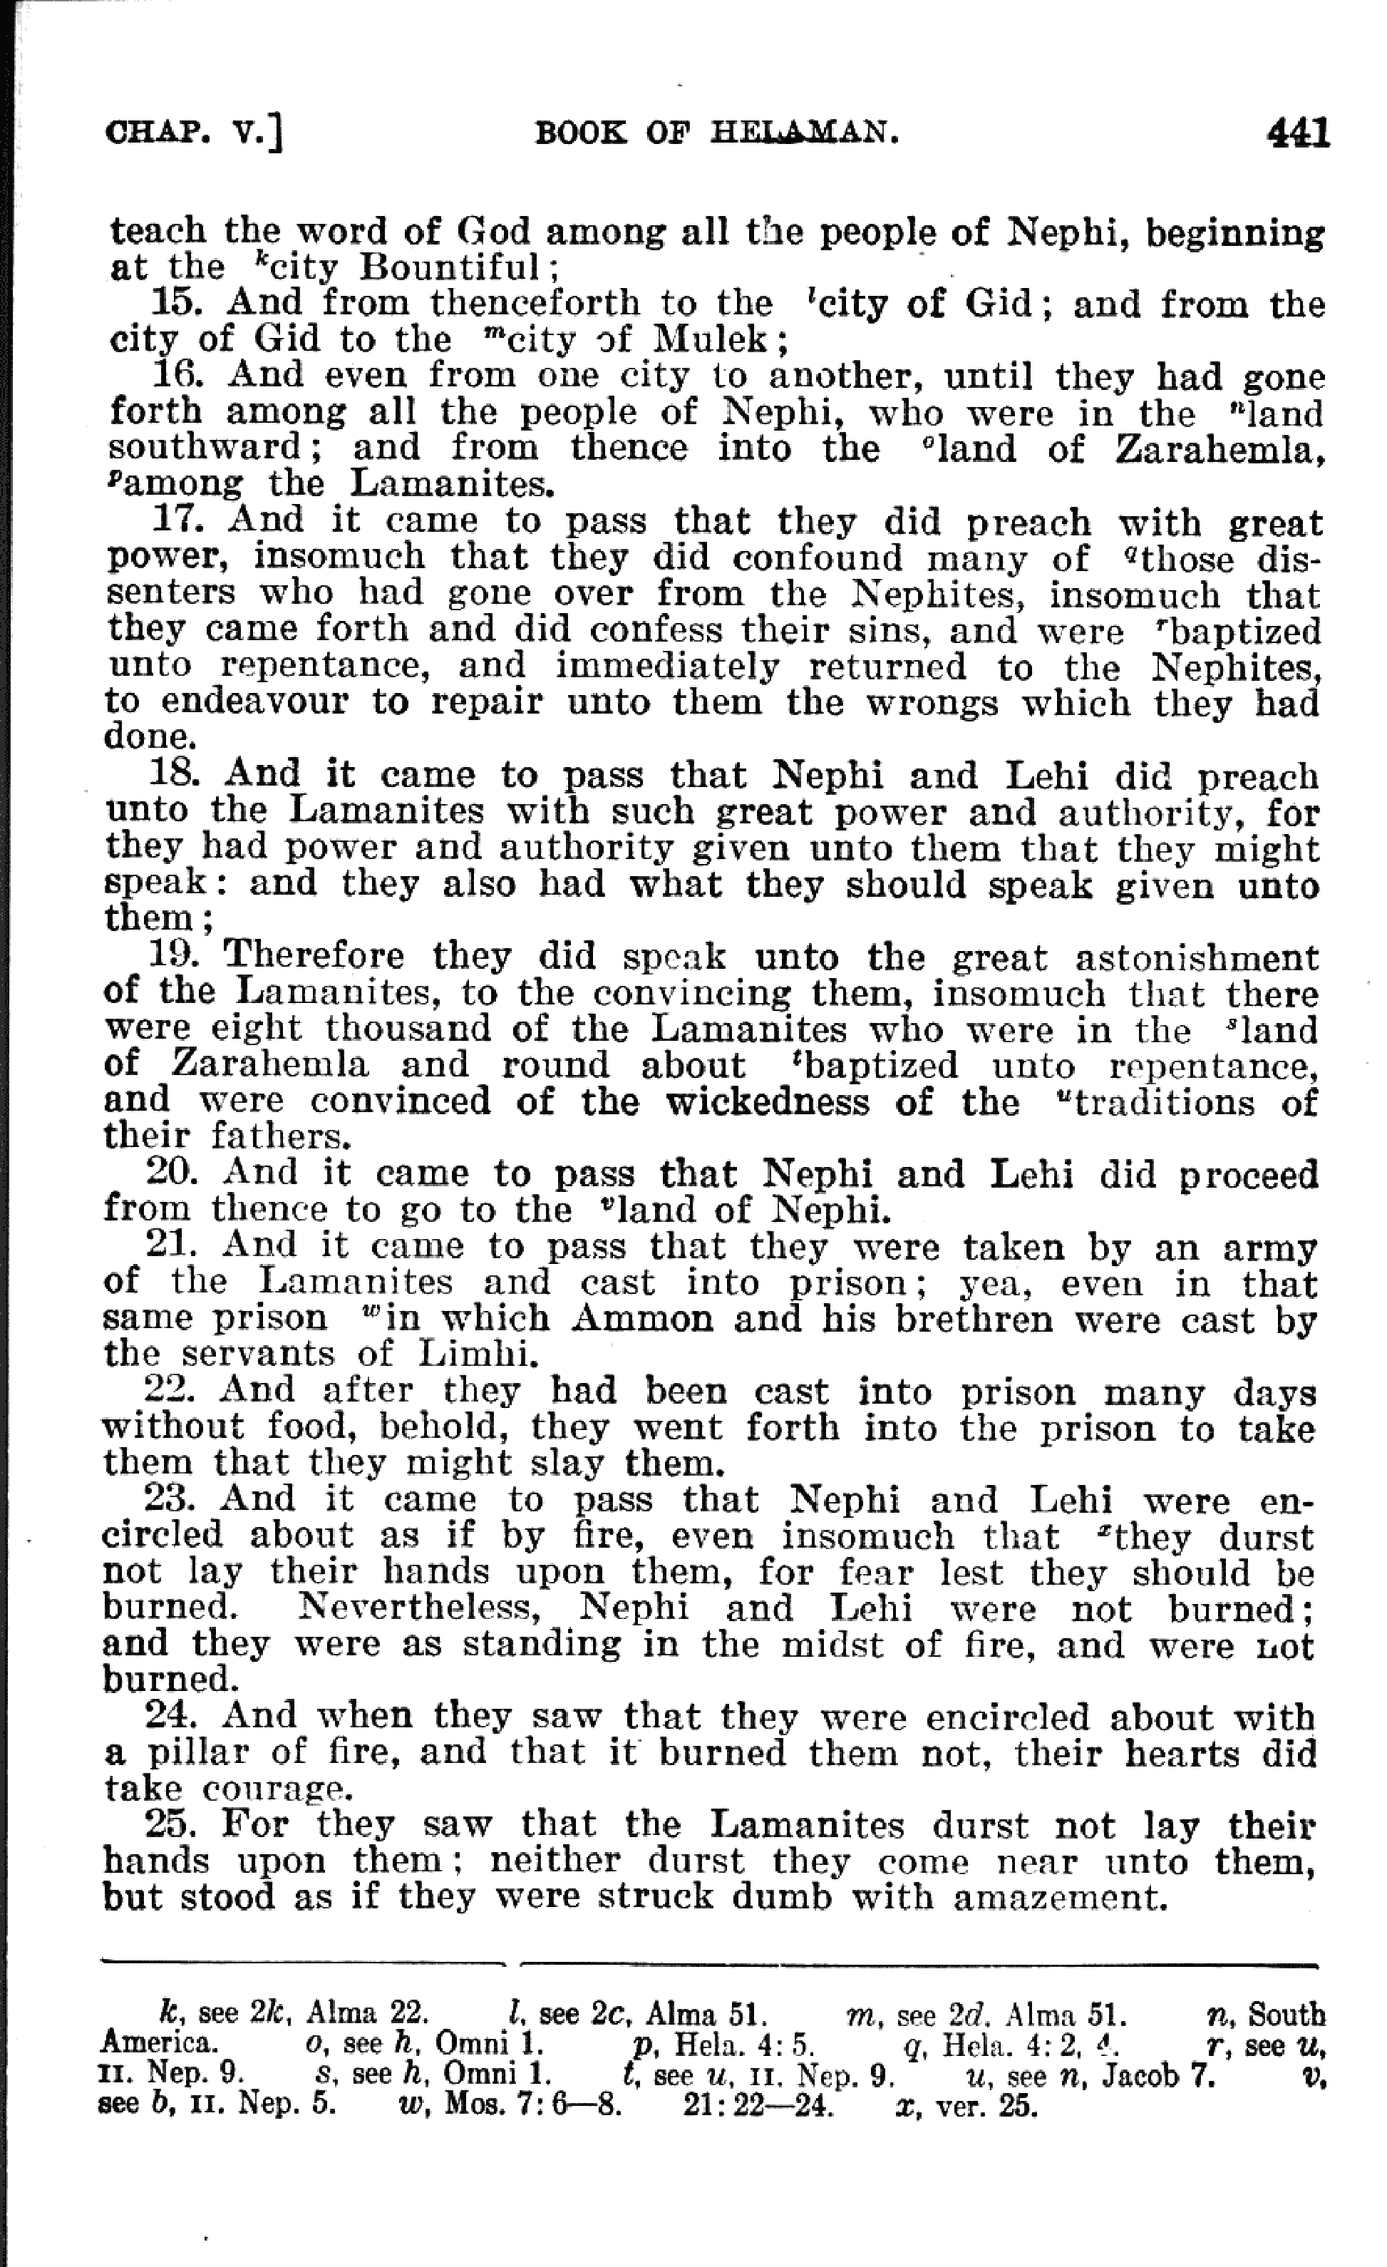 CHAP. V.] BOOK OF HELAMAN. 441
teach the word of God among all the people of Nephi, beginning
at the kcity Bountiful;
15. And from thenceforth to the lcity of Gid; and from the
city of Gid to the mcity of Mulek;
16. And even from one city to another, until they had gone
forth among all the people of Nephi, who were in the nland
southward; and from thence into the oland of Zarahemla,
pamong the Lamanites.
17. And it came to pass that they did preach with great
power, insomuch that they did confound many of qthose dis-
senters who had gone over from the Nephites, insomuch that
they came forth and did confess their sins, and were rbaptized
unto repentance, and immediately returned to the Nephites,
to endeavour to repair unto them the wrongs which they had
done.
18. And it came to pass that Nephi and Lehi did preach
unto the Lamanites with such great power and authority, for
they had power and authority given unto them that they might
speak: and they also had what they should speak given unto
them;
19. Therefore they did speak unto the great astonishment
of the Lamanites, to the convincing them, insomuch that there
were eight thousand of the Lamanites who were in the sland
of Zarahemla and round about tbaptized unto repentance,
and were convinced of the wickedness of the utraditions of
their fathers.
20. And it came to pass that Nephi and Lehi did proceed
from thence to go to the vland of Nephi.
21. And it came to pass that they were taken by an army
of the Lamanites and cast into prison; yea, even in that
same prison win which Ammon and his brethren were cast by
the servants of Limhi.
22. And after they had been cast into prison many days
without food, behold, they went forth into the prison to take
them that they might slay them.
23. And it came to pass that Nephi and Lehi were en-
circled about as if by fire, even insomuch that xthey durst
not lay their hands upon them, for fear lest they should be
burned. Nevertheless, Nephi and Lehi were not burned;
and they were as standing in the midst of fire, and were not
burned.
24. And when they saw that they were encircled about with
a pillar of fire, and that it burned them not, their hearts did
take courage.
25. For they saw that the Lamanites durst not lay their
hands upon them; neither durst they come near unto them,
but stood as if they were struck dumb with amazement.
k, see 2k, Alma 22. l, see 2c, Alma 51. m, see 2d. Alma 51. n, South
America. o, see h, Omni 1. p, Hela. 4: 5. q, Hela. 4: 2, 4. r, see u,
II. Nep. 9. s, see h, Omni 1. t, see u, II. Nep. 9. u, see n, Jacob 7. v,
see b, II. Nep. 5. w, Mos. 7: 6—8. 21: 22—24. x, ver. 25.